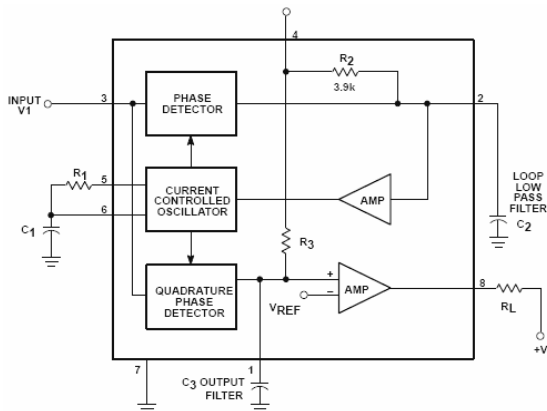 4
R2
3.9k
INPUT
V1
3
PHASE
DETECTOR
2
R1
5
6
C1
CURRENT
CONTROLLED
OSCILLATOR
AMP
LOOP
LOW
PASS
FILTER
C2
R3
QUADRATURE
PHASE
DETECTOR
+
–
VREF
AMP
8
RL
+V
7
1
C3 OUTPUT
FILTER